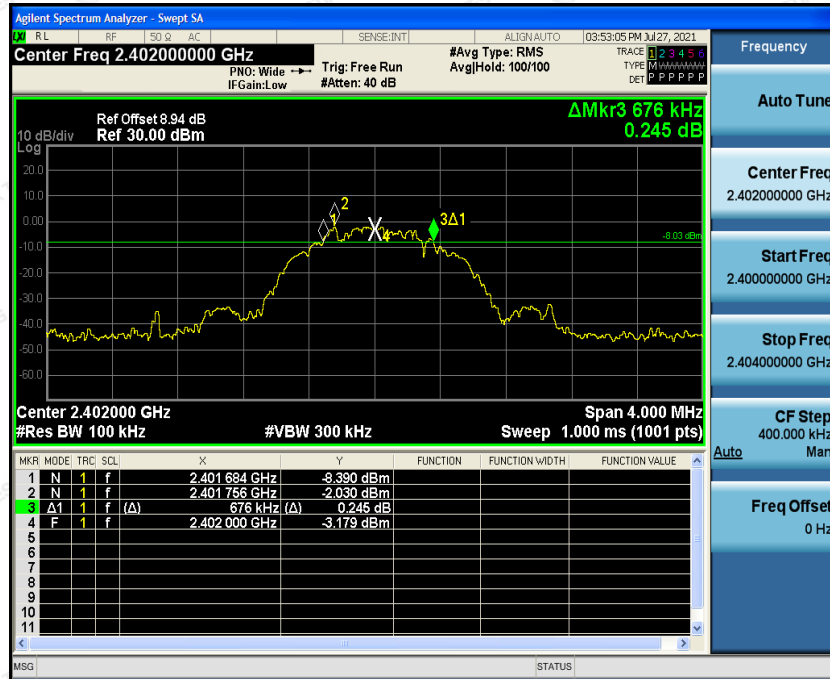 Agilent Spectrum Analyzer - Swept SA
LXI RL RF 50 Ω AC SENSE:INT ALIGN AUTO 03:53:05 PM Jul 27, 2021
Center Freq 2.402000000 GHz
PNO: Wide
IFGain:Low
Trig: Free Run
#Atten: 40 dB
#Avg Type: RMS
Avg|Hold: 100/100
TRACE 1 2 3 4 5 6
TYPE M WWWWW
DET P P P P P P
ΔMkr3 676 kHz
0.245 dB
Ref Offset 8.94 dB
10 dB/div Ref 30.00 dBm
Log
20.0
10.0
0.00
-10.0
-20.0
-30.0
-40.0
-50.0
-60.0
1
2
4
3Δ1
-8.03 dBm
Center 2.402000 GHz Span 4.000 MHz
#Res BW 100 kHz #VBW 300 kHz Sweep 1.000 ms (1001 pts)
MKR MODE TRC SCL X Y FUNCTION FUNCTION WIDTH FUNCTION VALUE
1 N 1 f 2.401 684 GHz -8.390 dBm
2 N 1 f 2.401 756 GHz -2.030 dBm
3 Δ1 1 f (Δ) 676 kHz (Δ) 0.245 dB
4 F 1 f 2.402 000 GHz -3.179 dBm
5
6
7
8
9
10
11
MSG STATUS
Frequency
Auto Tune
Center Freq
2.402000000 GHz
Start Freq
2.400000000 GHz
Stop Freq
2.404000000 GHz
CF Step
400.000 kHz
Auto Man
Freq Offset
0 Hz